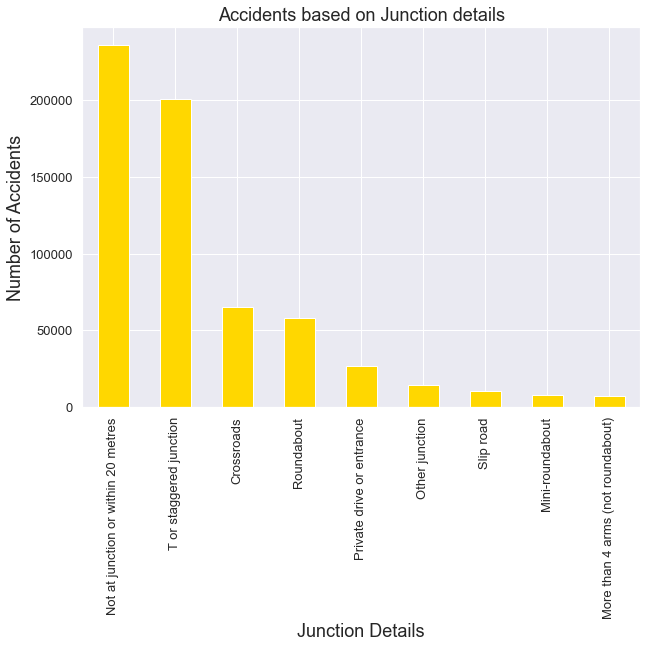 Accidents based on Junction details
Number of Accidents
200000
150000
100000
50000
0
Not at junction or within 20 metres
T or staggered junction
Crossroads
Roundabout
Private drive or entrance
Other junction
Slip road
Mini-roundabout
More than 4 arms (not roundabout)
Junction Details